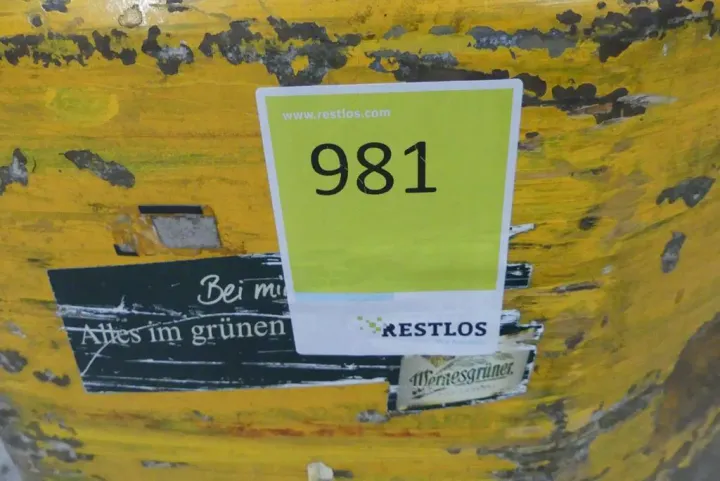 www.restlos.com
981
RESTLOS
Bei mi
Alles im grünen
Wernesgrüner